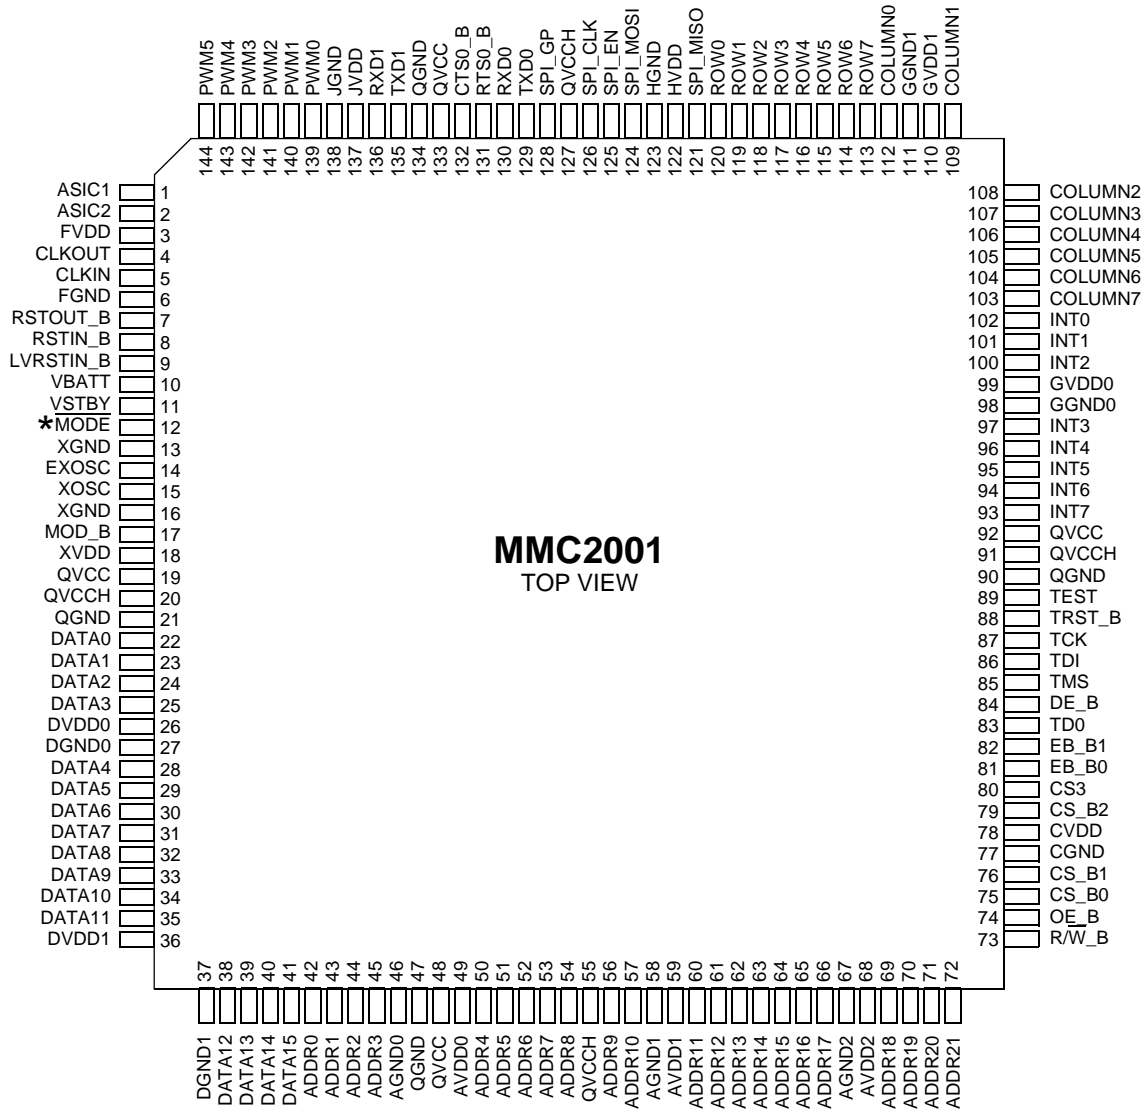 PWM5
PWM4
PWM3
PWM2
PWM1
PWM0
JGND
JVDD
RXD1
TXD1
QGND
QVCC
CTS0_B
RTS0_B
RXD0
TXD0
SPI_GP
QVCCH
SPI_CLK
SPI_EN
SPI_MOSI
HGND
HVDD
SPI_MISO
ROW0
ROW1
ROW2
ROW3
ROW4
ROW5
ROW6
ROW7
COLUMN0
GGND1
GVDD1
COLUMN1
144
143
142
141
140
139
138
137
136
135
134
133
132
131
130
129
128
127
126
125
124
123
122
121
120
119
118
117
116
115
114
113
112
111
110
109
ASIC1 1
ASIC2 2
FVDD 3
CLKOUT 4
CLKIN 5
FGND 6
RSTOUT_B 7
RSTIN_B 8
LVRSTIN_B 9
VBATT 10
VSTBY 11
*MODE 12
XGND 13
EXOSC 14
XOSC 15
XGND 16
MOD_B 17
XVDD 18
QVCC 19
QVCCH 20
QGND 21
DATA0 22
DATA1 23
DATA2 24
DATA3 25
DVDD0 26
DGND0 27
DATA4 28
DATA5 29
DATA6 30
DATA7 31
DATA8 32
DATA9 33
DATA10 34
DATA11 35
DVDD1 36
MMC2001
TOP VIEW
108 COLUMN2
107 COLUMN3
106 COLUMN4
105 COLUMN5
104 COLUMN6
103 COLUMN7
102 INT0
101 INT1
100 INT2
99 GVDD0
98 GGND0
97 INT3
96 INT4
95 INT5
94 INT6
93 INT7
92 QVCC
91 QVCCH
90 QGND
89 TEST
88 TRST_B
87 TCK
86 TDI
85 TMS
84 DE_B
83 TD0
82 EB_B1
81 EB_B0
80 CS3
79 CS_B2
78 CVDD
77 CGND
76 CS_B1
75 CS_B0
74 OE_B
73 R/W_B
37
38
39
40
41
42
43
44
45
46
47
48
49
50
51
52
53
54
55
56
57
58
59
60
61
62
63
64
65
66
67
68
69
70
71
72
DGND1
DATA12
DATA13
DATA14
DATA15
ADDR0
ADDR1
ADDR2
ADDR3
AGND0
QGND
QVCC
AVDD0
ADDR4
ADDR5
ADDR6
ADDR7
ADDR8
QVCCH
ADDR9
ADDR10
AGND1
AVDD1
ADDR11
ADDR12
ADDR13
ADDR14
ADDR15
ADDR16
ADDR17
AGND2
AVDD2
ADDR18
ADDR19
ADDR20
ADDR21